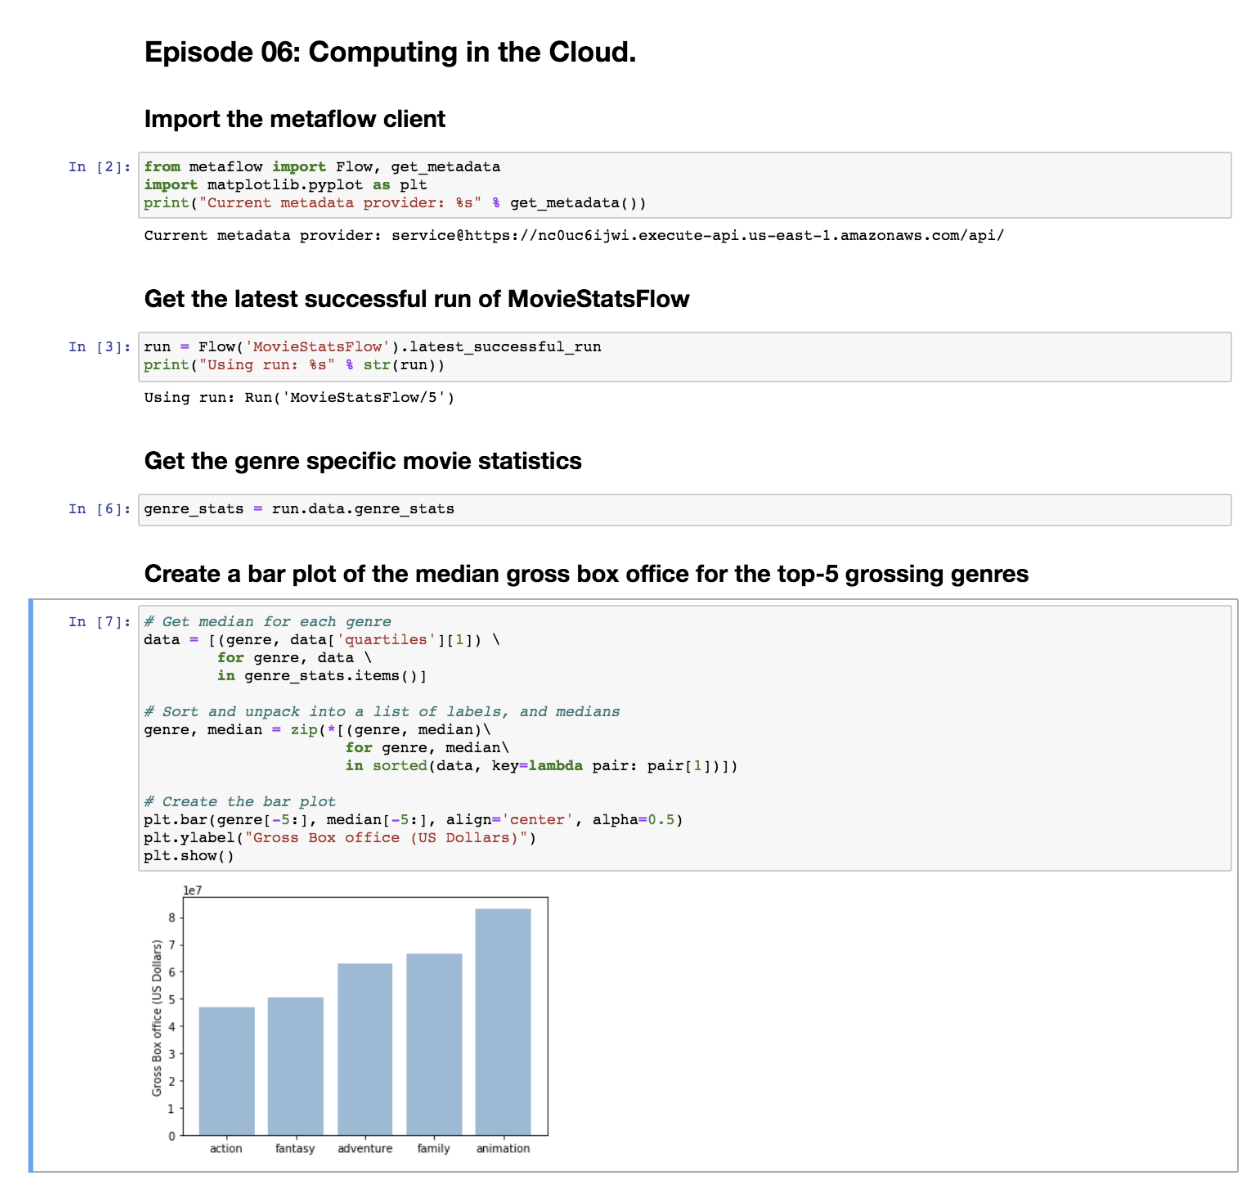 Episode 06: Computing in the Cloud.
Import the metaflow client
In [2]: from metaflow import Flow, get_metadata
import matplotlib.pyplot as plt
print("Current metadata provider: %s" % get_metadata())
Current metadata provider: service@https://nc0uc6ijwi.execute-api.us-east-1.amazonaws.com/api/
Get the latest successful run of MovieStatsFlow
In [3]: run = Flow('MovieStatsFlow').latest_successful_run
print("Using run: %s" % str(run))
Using run: Run('MovieStatsFlow/5')
Get the genre specific movie statistics
In [6]: genre_stats = run.data.genre_stats
Create a bar plot of the median gross box office for the top-5 grossing genres
In [7]: # Get median for each genre
data = [(genre, data['quartiles'][1]) \
for genre, data \
in genre_stats.items()]
# Sort and unpack into a list of labels, and medians
genre, median = zip(*[(genre, median)\
for genre, median\
in sorted(data, key=lambda pair: pair[1])])
# Create the bar plot
plt.bar(genre[-5:], median[-5:], align='center', alpha=0.5)
plt.ylabel("Gross Box office (US Dollars)")
plt.show()
1e7
Gross Box office (US Dollars)
8
7
6
5
4
3
2
1
0
action fantasy adventure family animation